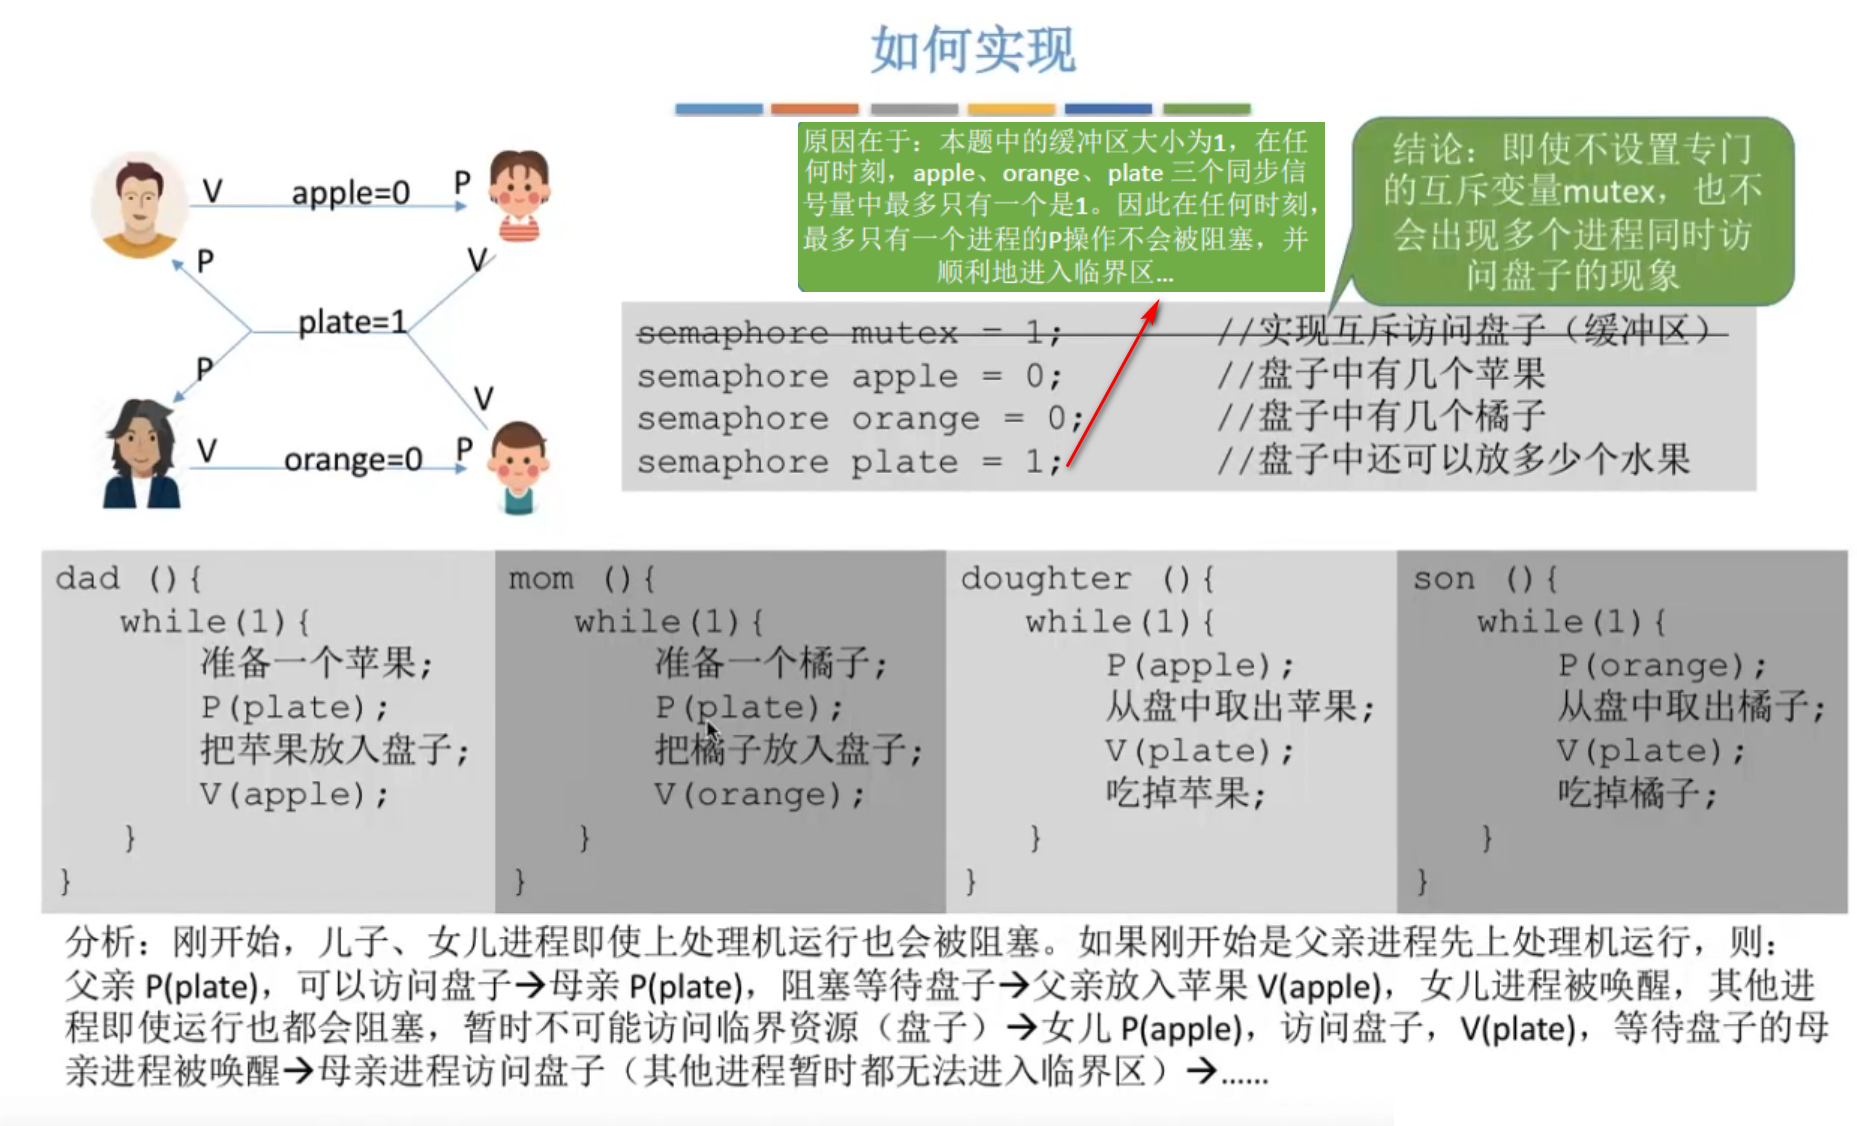 如何实现
原因在于：本题中的缓冲区大小为1，在任
何时刻，apple、orange、plate 三个同步信
号量中最多只有一个是1。因此在任何时刻，
最多只有一个进程的P操作不会被阻塞，并
顺利地进入临界区...
结论：即使不设置专门
的互斥变量mutex，也不
会出现多个进程同时访
问盘子的现象
V apple=0 P
P V
plate=1
P V
V orange=0 P
semaphore mutex = 1; //实现互斥访问盘子（缓冲区）
semaphore apple = 0; //盘子中有几个苹果
semaphore orange = 0; //盘子中有几个橘子
semaphore plate = 1; //盘子中还可以放多少个水果
dad (){
while(1){
准备一个苹果;
P(plate);
把苹果放入盘子;
V(apple);
}
}
mom (){
while(1){
准备一个橘子;
P(plate);
把橘子放入盘子;
V(orange);
}
}
doughter (){
while(1){
P(apple);
从盘中取出苹果;
V(plate);
吃掉苹果;
}
}
son (){
while(1){
P(orange);
从盘中取出橘子;
V(plate);
吃掉橘子;
}
}
分析：刚开始，儿子、女儿进程即使上处理机运行也会被阻塞。如果刚开始是父亲进程先上处理机运行，则：
父亲 P(plate)，可以访问盘子→母亲 P(plate)，阻塞等待盘子→父亲放入苹果 V(apple)，女儿进程被唤醒，其他进
程即使运行也都会阻塞，暂时不可能访问临界资源（盘子）→女儿 P(apple)，访问盘子，V(plate)，等待盘子的母
亲进程被唤醒→母亲进程访问盘子（其他进程暂时都无法进入临界区）→......